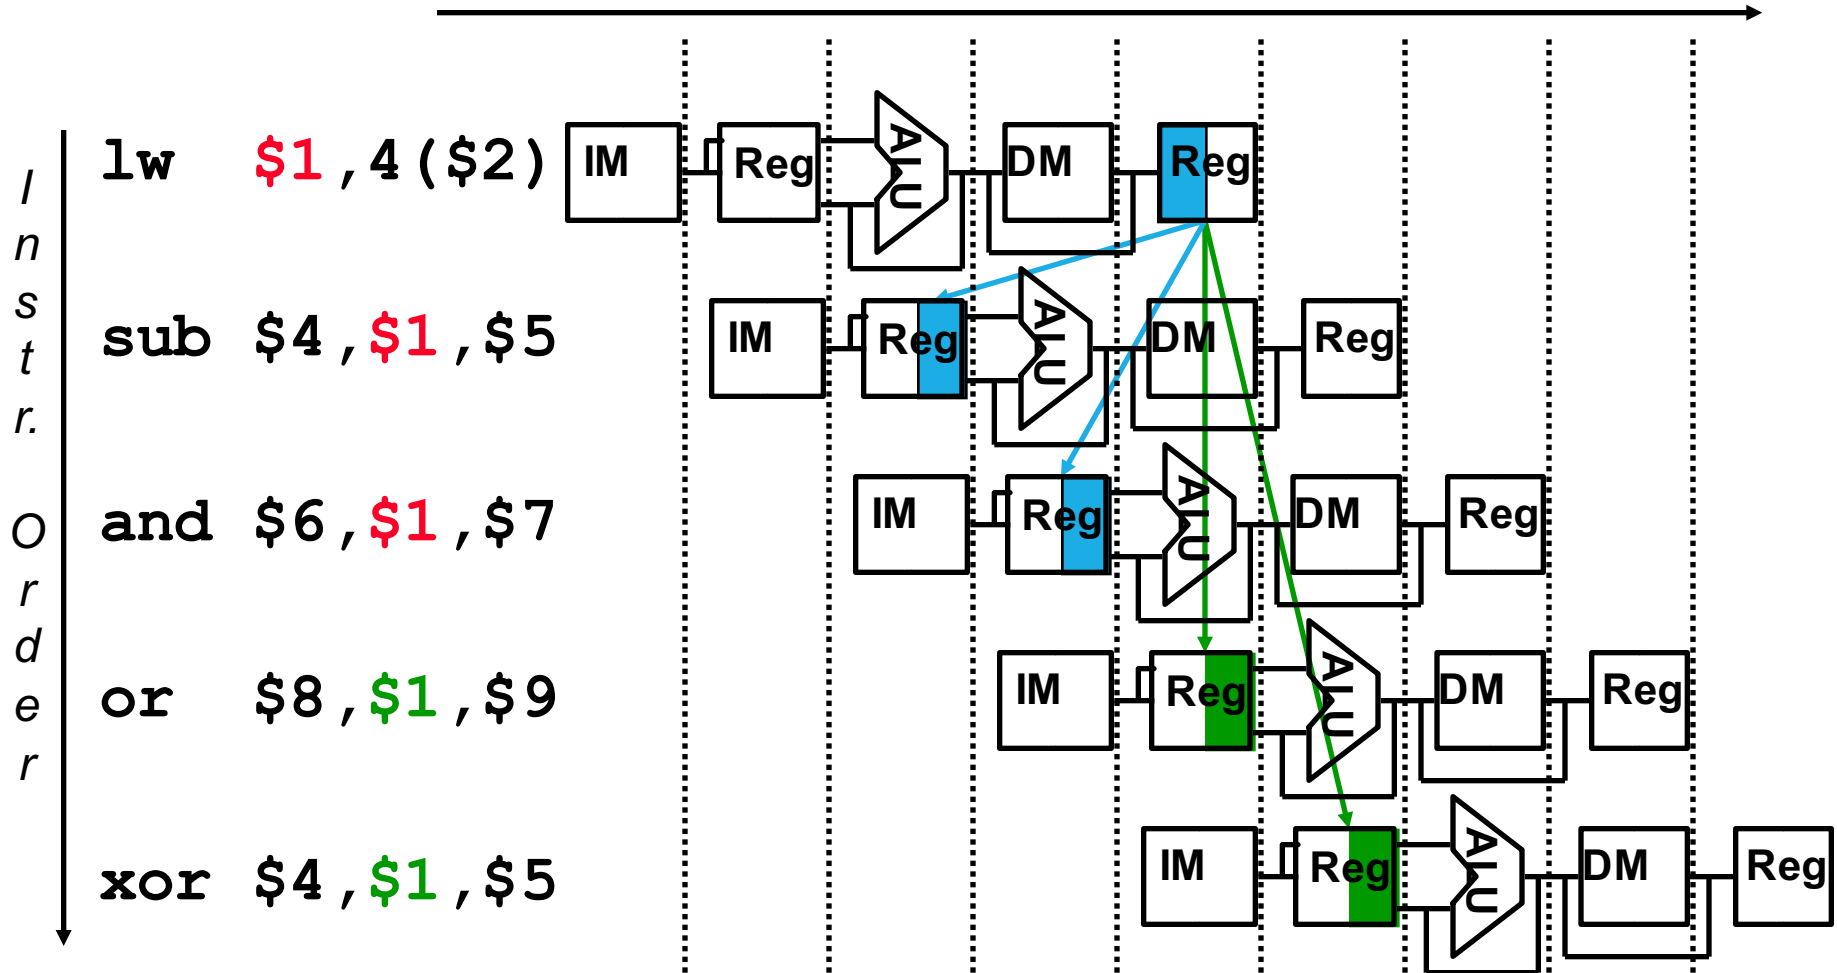 Instr. Order
lw $1,4($2) IM Reg ALU DM Reg
sub $4,$1,$5 IM Reg ALU DM Reg
and $6,$1,$7 IM Reg ALU DM Reg
or $8,$1,$9 IM Reg ALU DM Reg
xor $4,$1,$5 IM Reg ALU DM Reg